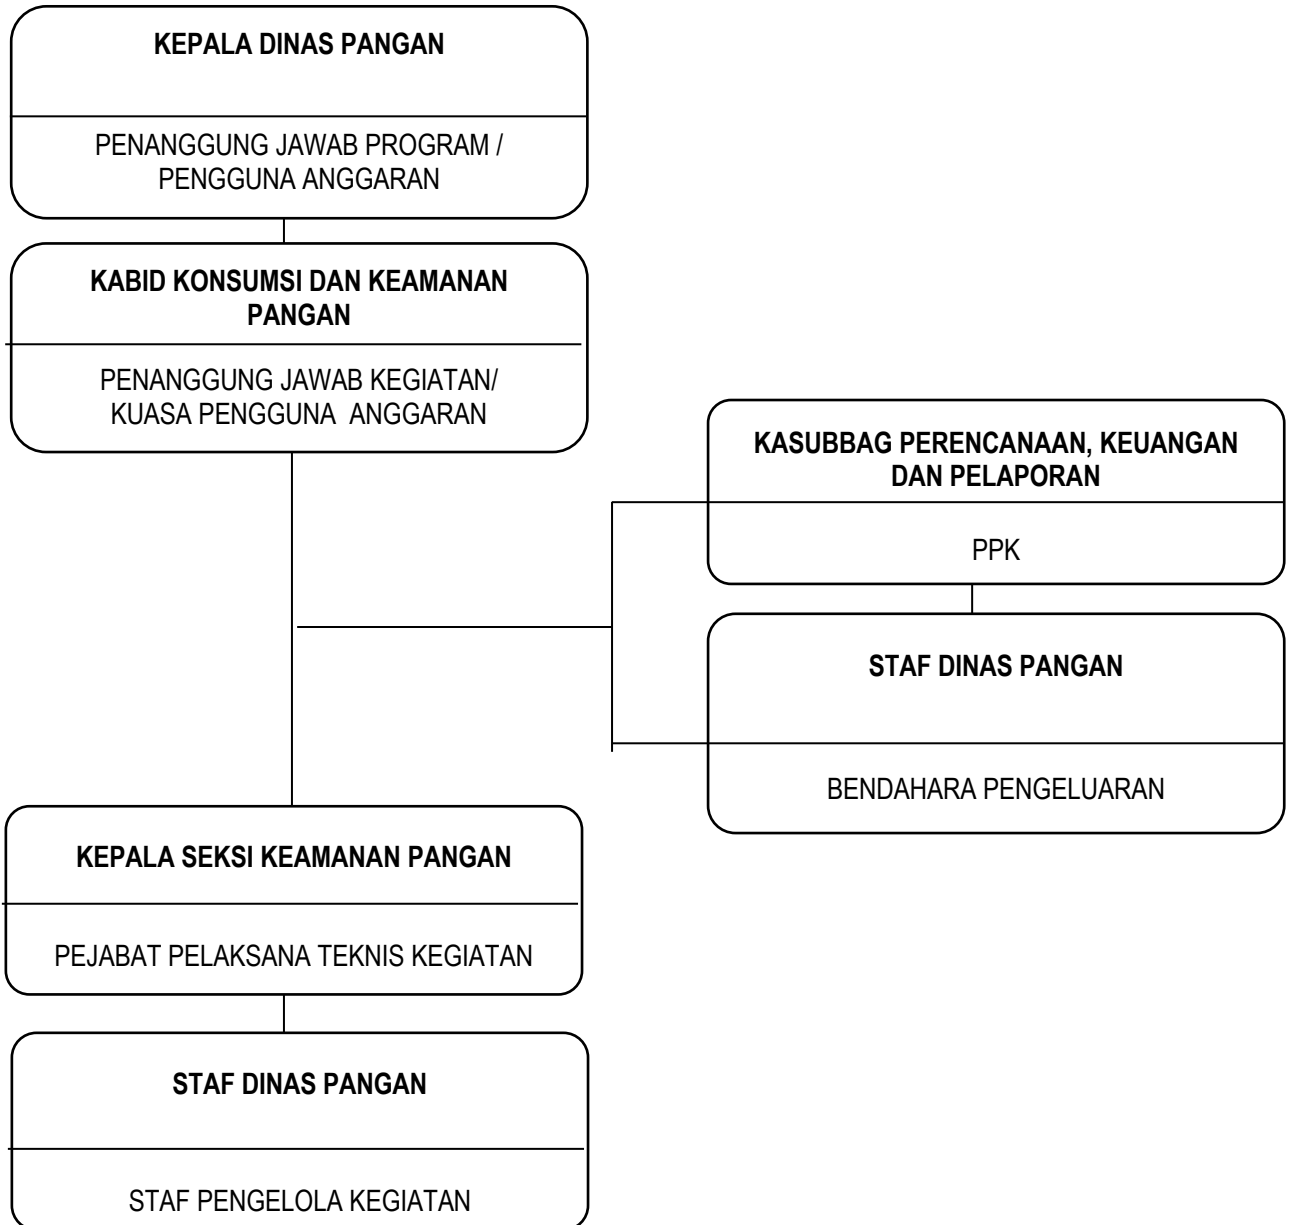 KEPALA DINAS PANGAN
PENANGGUNG JAWAB PROGRAM /
PENGGUNA ANGGARAN
KABID KONSUMSI DAN KEAMANAN
PANGAN
PENANGGUNG JAWAB KEGIATAN/
KUASA PENGGUNA ANGGARAN
KASUBBAG PERENCANAAN, KEUANGAN
DAN PELAPORAN
PPK
STAF DINAS PANGAN
BENDAHARA PENGELUARAN
KEPALA SEKSI KEAMANAN PANGAN
PEJABAT PELAKSANA TEKNIS KEGIATAN
STAF DINAS PANGAN
STAF PENGELOLA KEGIATAN